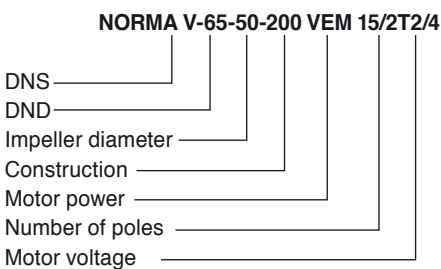 NORMA V-65-50-200 VEM 15/2T2/4
DNS
DND
Impeller diameter
Construction
Motor power
Number of poles
Motor voltage